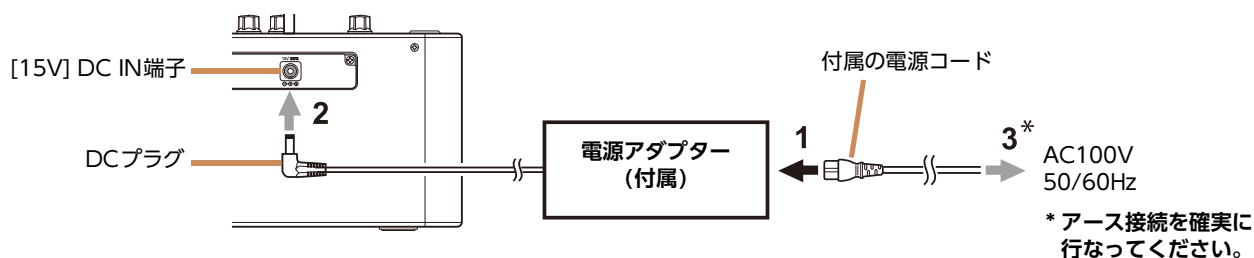 [15V] DC IN端子
15V
2
DCプラグ
電源アダプター
(付属)
1
付属の電源コード
3*
AC100V
50/60Hz
* アース接続を確実に
行なってください。